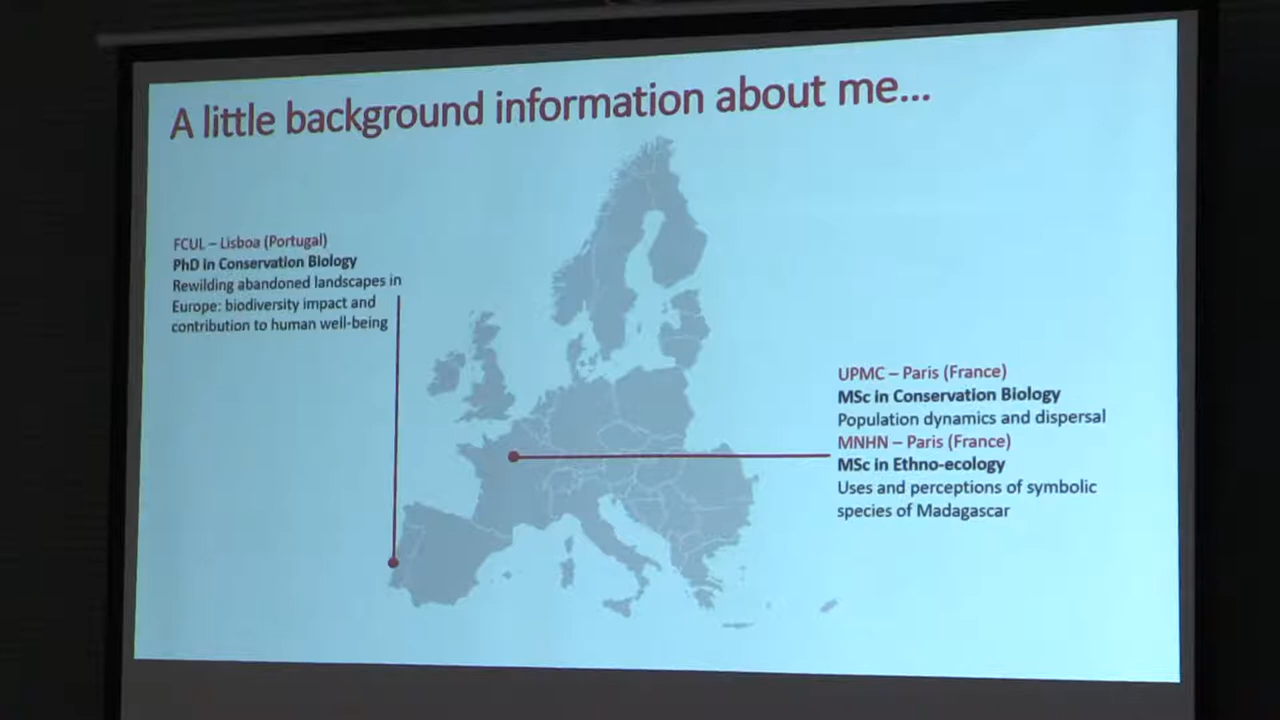 A little background information about me...
FCUL – Lisboa (Portugal)
PhD in Conservation Biology
Rewilding abandoned landscapes in
Europe: biodiversity impact and
contribution to human well-being
UPMC – Paris (France)
MSc in Conservation Biology
Population dynamics and dispersal
MNHN – Paris (France)
MSc in Ethno-ecology
Uses and perceptions of symbolic
species of Madagascar